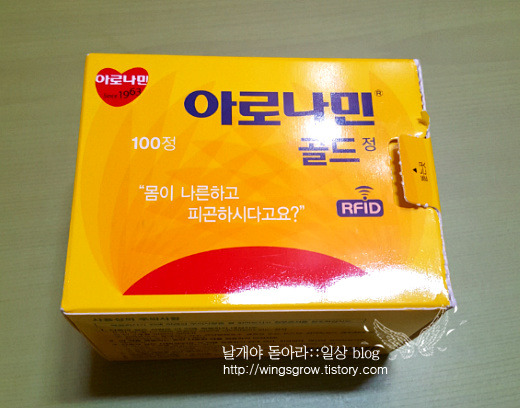 아로나민
Since 1963
아로나민®
100정
골드 정
"몸이 나른하고
피곤하시다고요?"
RFID
날개야 돋아라::일상 blog
http://wingsgrow.tistory.com